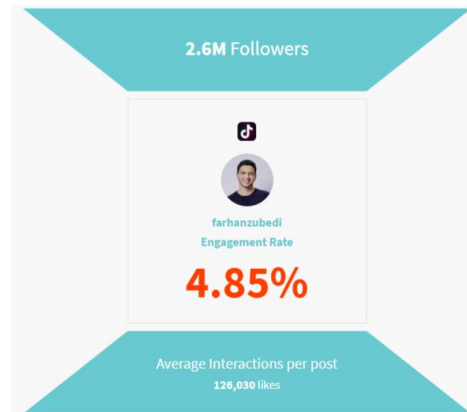 2.6M Followers
farhanzubedi
Engagement Rate
4.85%
Average Interactions per post
126,030 likes